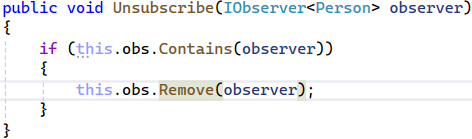 public void Unsubscribe(IObserver<Person> observer)
{
    if (this.obs.Contains(observer))
    {
        this.obs.Remove(observer);
    }
}